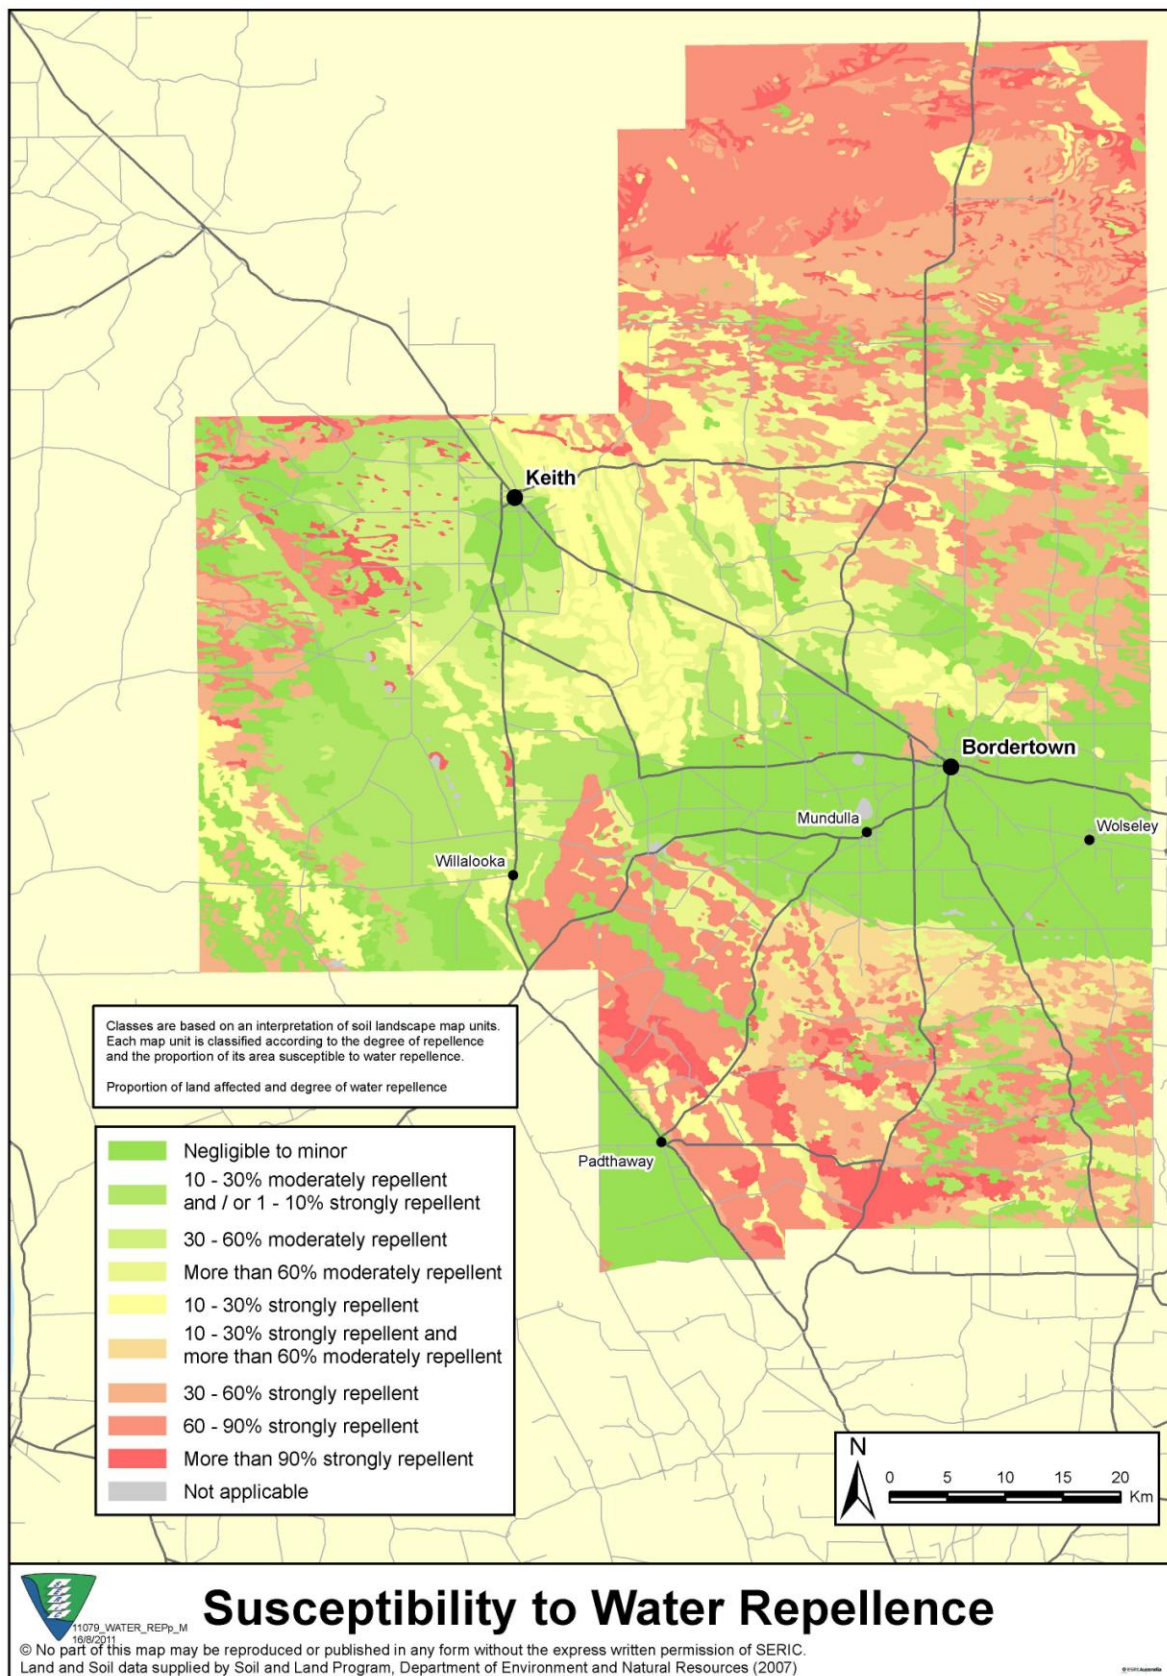 Keith
Bordertown
Mundulla
Wolseley
Willalooka
Padthaway
Classes are based on an interpretation of soil landscape map units.
Each map unit is classified according to the degree of repellence
and the proportion of its area susceptible to water repellence.
Proportion of land affected and degree of water repellence
Negligible to minor
10 - 30% moderately repellent
and / or 1 - 10% strongly repellent
30 - 60% moderately repellent
More than 60% moderately repellent
10 - 30% strongly repellent
10 - 30% strongly repellent and
more than 60% moderately repellent
30 - 60% strongly repellent
60 - 90% strongly repellent
More than 90% strongly repellent
Not applicable
N
0 5 10 15 20
Km
Susceptibility to Water Repellence
11079_WATER_REPp_M
16/8/2011
© No part of this map may be reproduced or published in any form without the express written permission of SERIC.
Land and Soil data supplied by Soil and Land Program, Department of Environment and Natural Resources (2007)